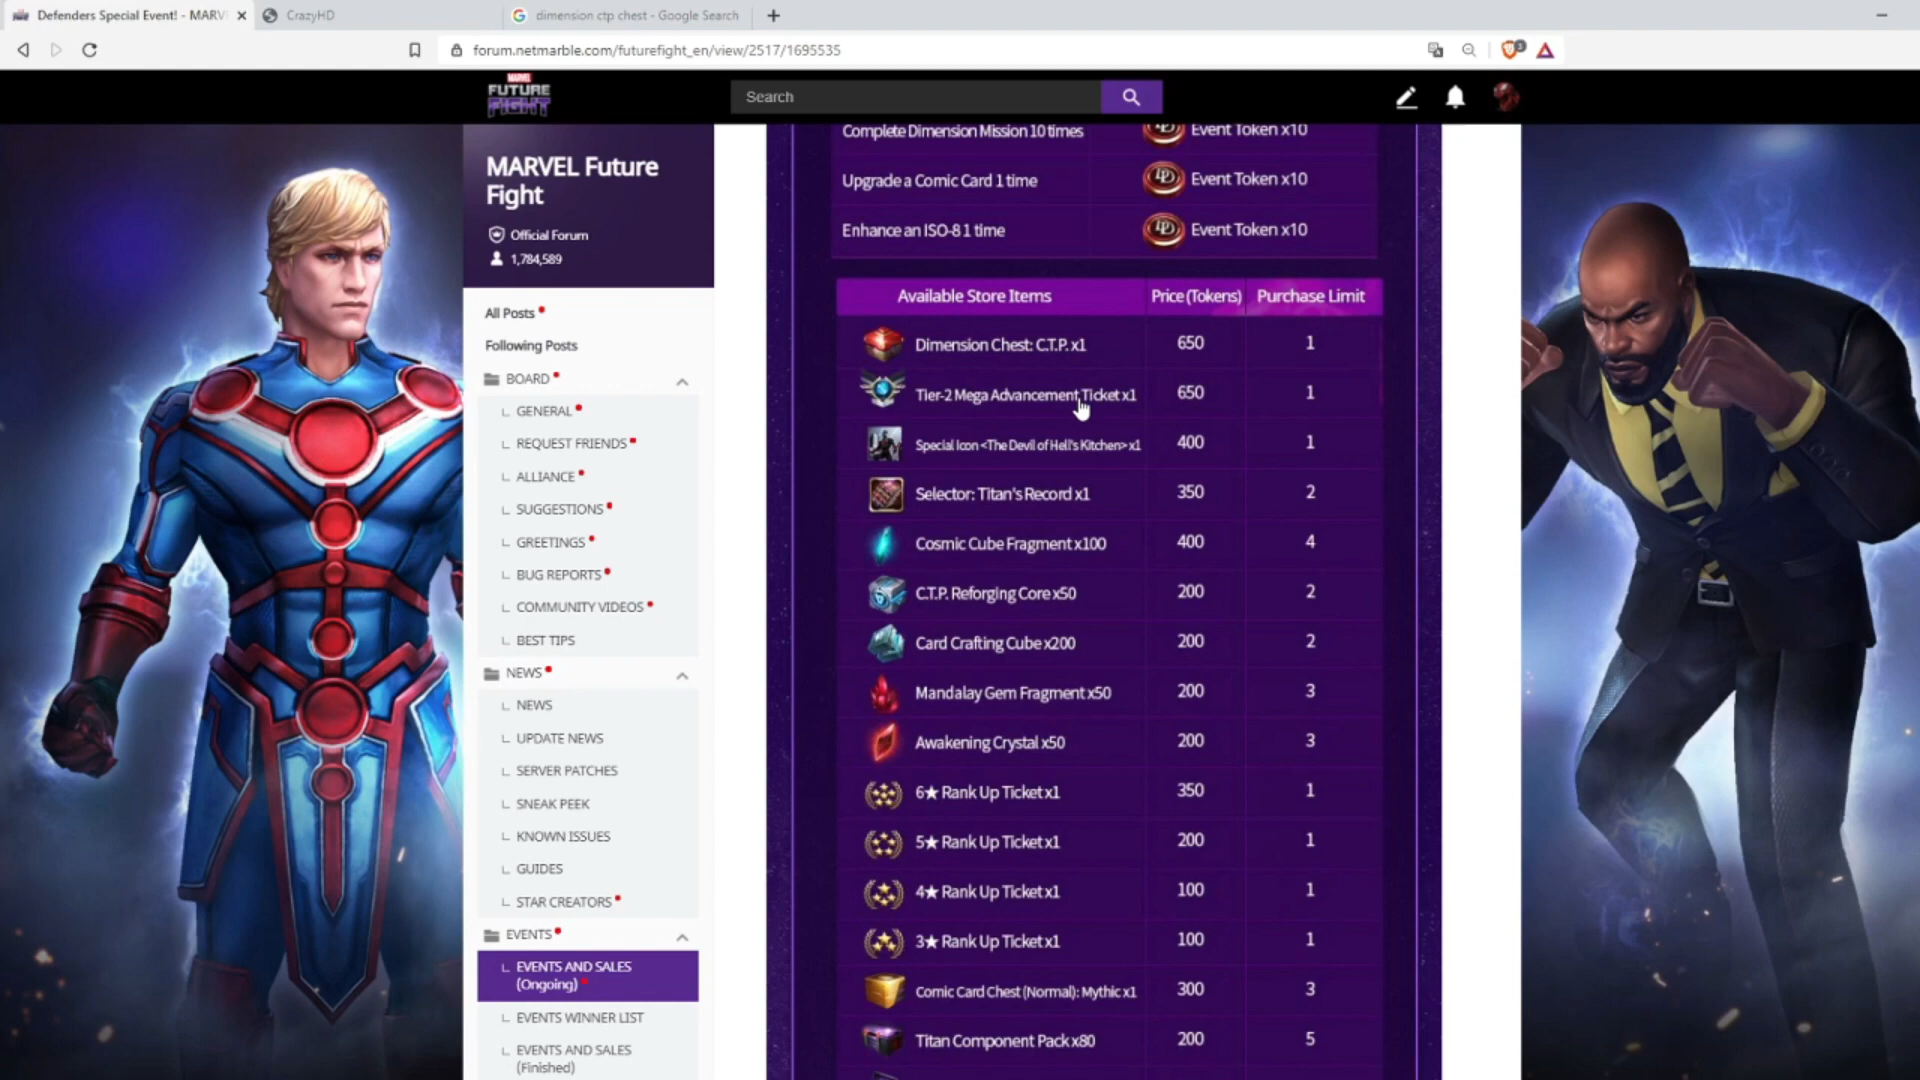 Defenders Special Event! - MARV
CrazyHD
dimension ctp chest - Google Search
forum.netmarble.com/futurefight_en/view/2517/1695535
3
MARVEL
FUTURE
FIGHT
Search
MARVEL Future
Fight
Official Forum
1,784,589
All Posts
Following Posts
BOARD
GENERAL
REQUEST FRIENDS
ALLIANCE
SUGGESTIONS
GREETINGS
BUG REPORTS
COMMUNITY VIDEOS
BEST TIPS
NEWS
NEWS
UPDATE NEWS
SERVER PATCHES
SNEAK PEEK
KNOWN ISSUES
GUIDES
STAR CREATORS
EVENTS
EVENTS AND SALES
(Ongoing)
EVENTS WINNER LIST
EVENTS AND SALES
(Finished)
Complete Dimension Mission 10 times Event Token x10
Upgrade a Comic Card 1 time Event Token x10
Enhance an ISO-8 1 time Event Token x10
Available Store Items Price (Tokens) Purchase Limit
Dimension Chest: C.T.P. x1 650 1
Tier-2 Mega Advancement Ticket x1 650 1
Special Icon <The Devil of Hell's Kitchen> x1 400 1
Selector: Titan's Record x1 350 2
Cosmic Cube Fragment x100 400 4
C.T.P. Reforging Core x50 200 2
Card Crafting Cube x200 200 2
Mandalay Gem Fragment x50 200 3
Awakening Crystal x50 200 3
6★ Rank Up Ticket x1 350 1
5★ Rank Up Ticket x1 200 1
4★ Rank Up Ticket x1 100 1
3★ Rank Up Ticket x1 100 1
Comic Card Chest (Normal): Mythic x1 300 3
Titan Component Pack x80 200 5